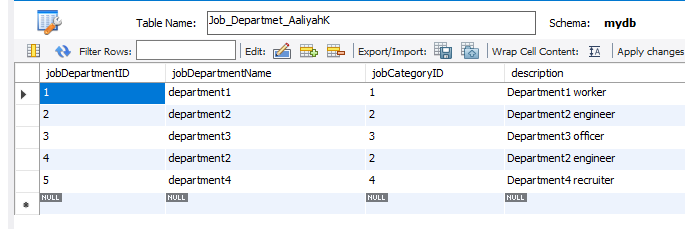 Table Name: Job_Departmet_AaliyahK Schema: mydb
Filter Rows: Edit: Export/Import: Wrap Cell Content: Apply changes
jobDepartmentID jobDepartmentName jobCategoryID description
1 department1 1 Department1 worker
2 department2 2 Department2 engineer
3 department3 3 Department3 officer
4 department2 2 Department2 engineer
5 department4 4 Department4 recruiter
NULL NULL NULL NULL